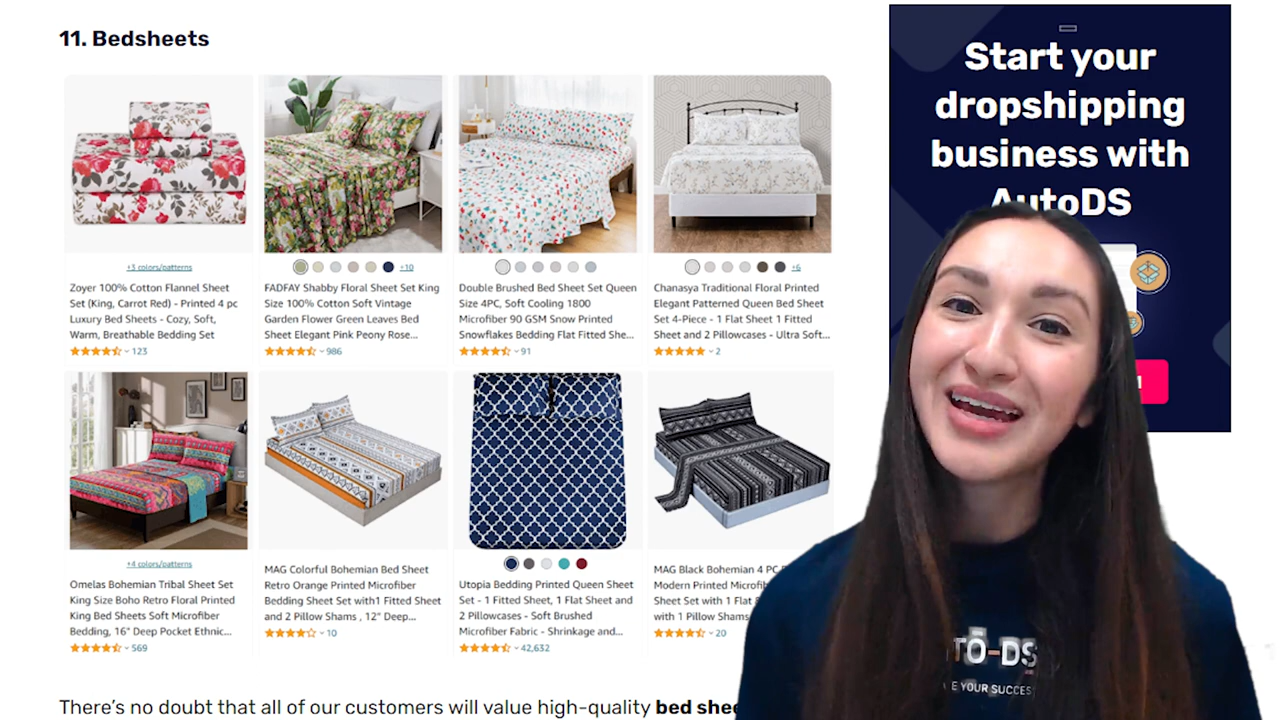 11. Bedsheets
+3 colors/patterns
Zoyer 100% Cotton Flannel Sheet
Set (King, Carrot Red) - Printed 4 pc
Luxury Bed Sheets - Cozy, Soft,
Warm, Breathable Bedding Set
123
+10
FADFAY Shabby Floral Sheet Set King
Size 100% Cotton Soft Vintage
Garden Flower Green Leaves Bed
Sheet Elegant Pink Peony Rose...
986
Double Brushed Bed Sheet Set Queen
Size 4PC, Soft Cooling 1800
Microfiber 90 GSM Snow Printed
Snowflakes Bedding Flat Fitted She...
91
+6
Chanasya Traditional Floral Printed
Elegant Patterned Queen Bed Sheet
Set 4-Piece - 1 Flat Sheet 1 Fitted
Sheet and 2 Pillowcases - Ultra Soft...
2
+4 colors/patterns
Omelas Bohemian Tribal Sheet Set
King Size Boho Retro Floral Printed
King Bed Sheets Soft Microfiber
Bedding, 16" Deep Pocket Ethnic...
569
MAG Colorful Bohemian Bed Sheet
Retro Orange Printed Microfiber
Bedding Sheet Set with1 Fitted Sheet
and 2 Pillow Shams , 12" Deep...
10
Utopia Bedding Printed Queen Sheet
Set - 1 Fitted Sheet, 1 Flat Sheet and
2 Pillowcases - Soft Brushed
Microfiber Fabric - Shrinkage and...
42,632
MAG Black Bohemian 4 PC
Modern Printed
Sheet Set with 1 Flat
with 1 Pillow Shams
20
There's no doubt that all of our customers will value high-quality bed
Start your
dropshipping
business with
AutoDS
TO-DS
E YOUR SUCCES